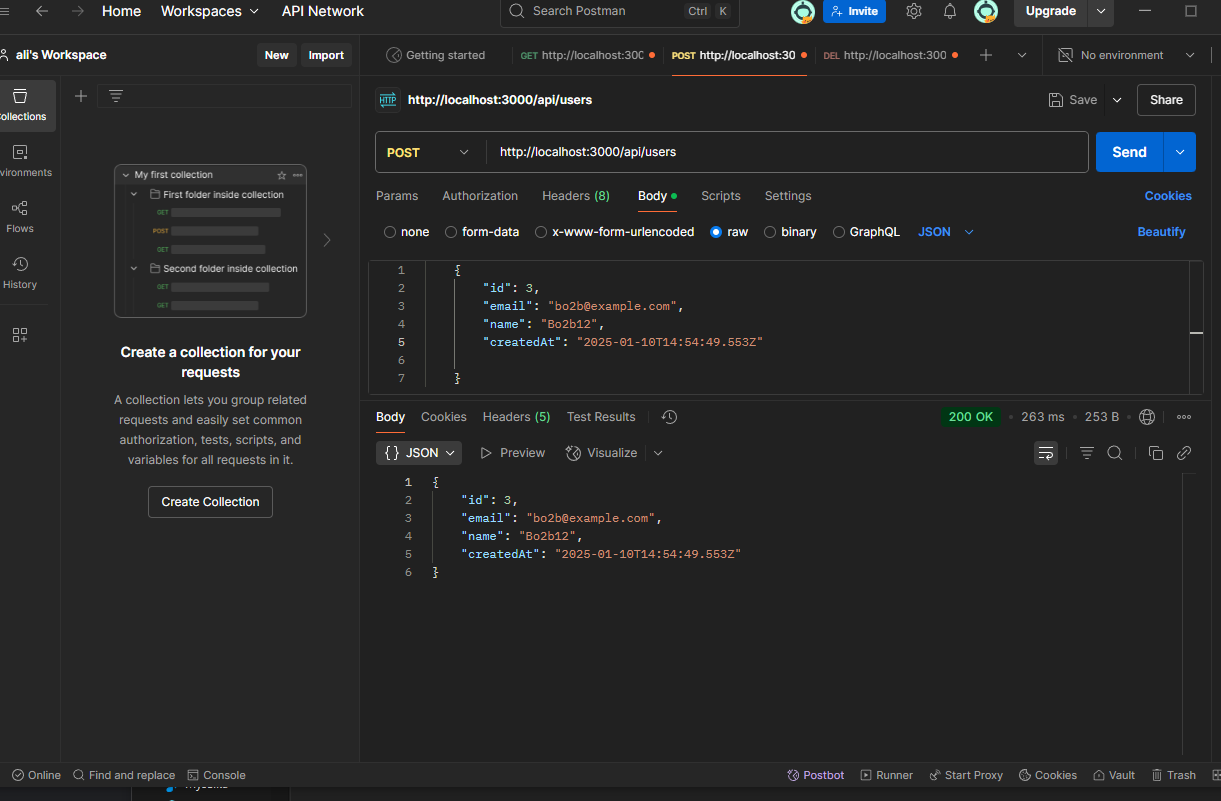 Home Workspaces API Network Search Postman Ctrl K Invite Upgrade
ali's Workspace New Import
Getting started GET http://localhost:300 POST http://localhost:30 DEL http://localhost:300 No environment
ollections
vironments
Flows
History
My first collection
First folder inside collection
GET
POST
GET
Second folder inside collection
GET
GET
Create a collection for your
requests
A collection lets you group related
requests and easily set common
authorization, tests, scripts, and
variables for all requests in it.
Create Collection
HTTP http://localhost:3000/api/users Save Share
POST http://localhost:3000/api/users Send
Params Authorization Headers (8) Body Scripts Settings Cookies
none form-data x-www-form-urlencoded raw binary GraphQL JSON Beautify
1 {
2 "id": 3,
3 "email": "bo2b@example.com",
4 "name": "Bo2b12",
5 "createdAt": "2025-01-10T14:54:49.553Z"
6
7 }
Body Cookies Headers (5) Test Results 200 OK 263 ms 253 B
{} JSON Preview Visualize
1 {
2 "id": 3,
3 "email": "bo2b@example.com",
4 "name": "Bo2b12",
5 "createdAt": "2025-01-10T14:54:49.553Z"
6 }
Online Find and replace Console Postbot Runner Start Proxy Cookies Vault Trash